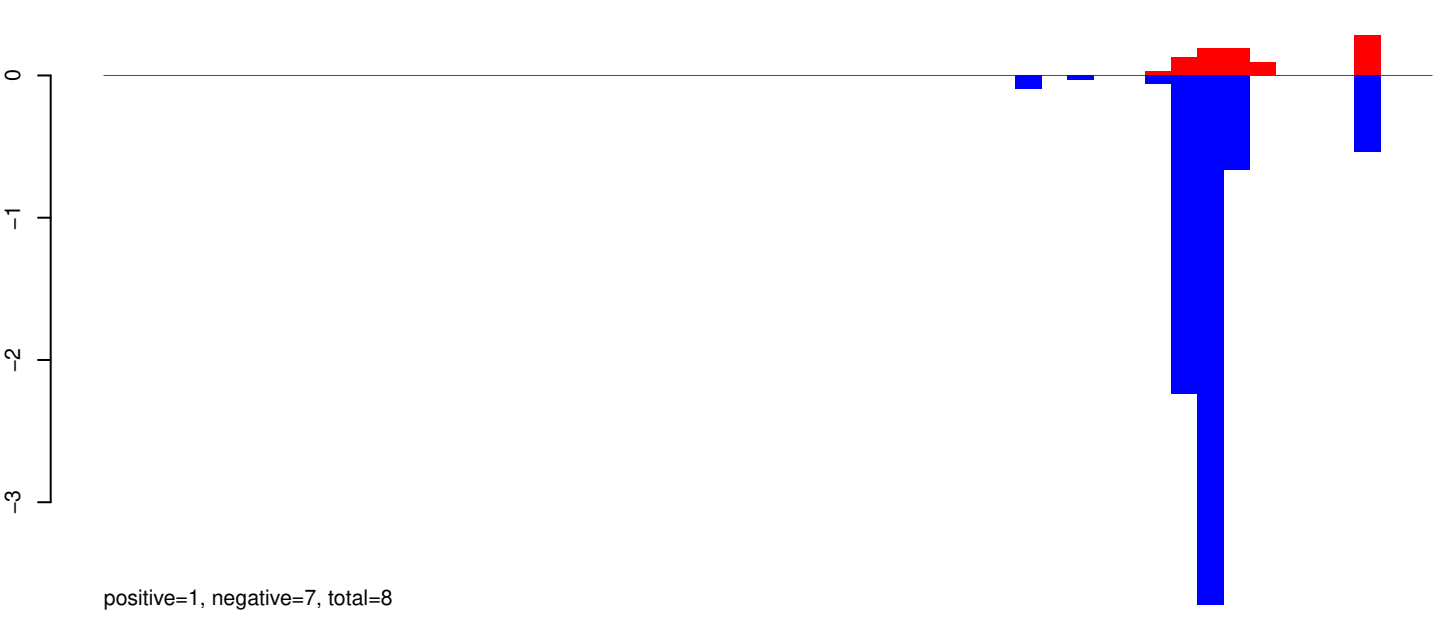 0
−1
−2
−3
positive=1, negative=7, total=8